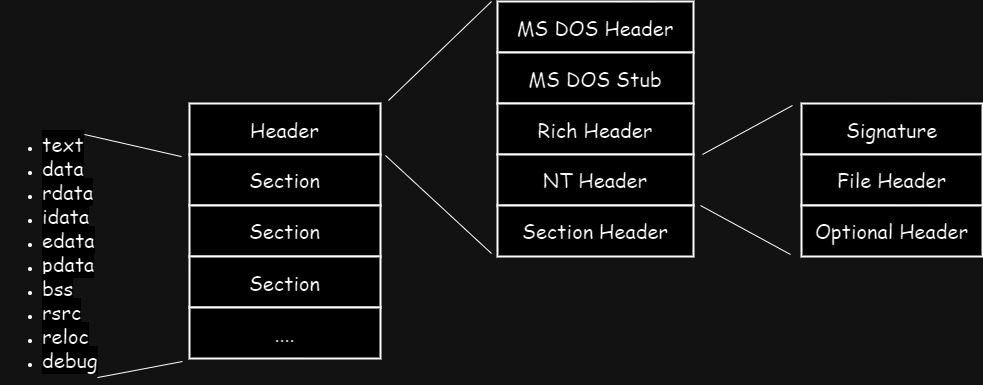 text
data
rdata
idata
edata
pdata
bss
rsrc
reloc
debug
Header
Section
Section
Section
....
MS DOS Header
MS DOS Stub
Rich Header
NT Header
Section Header
Signature
File Header
Optional Header